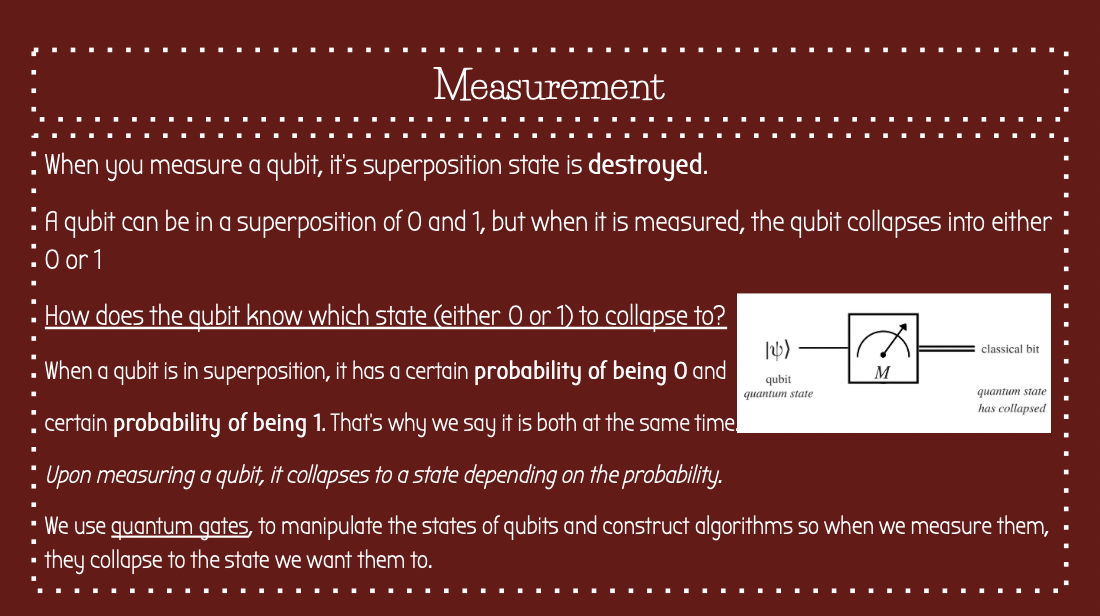 Measurement
When you measure a qubit, it's superposition state is destroyed.
A qubit can be in a superposition of 0 and 1, but when it is measured, the qubit collapses into either
0 or 1
How does the qubit know which state (either 0 or 1) to collapse to?
When a qubit is in superposition, it has a certain probability of being 0 and
certain probability of being 1. That's why we say it is both at the same time.
|ψ⟩
qubit
quantum state
M
classical bit
quantum state
has collapsed
Upon measuring a qubit, it collapses to a state depending on the probability.
We use quantum gates, to manipulate the states of qubits and construct algorithms so when we measure them,
they collapse to the state we want them to.